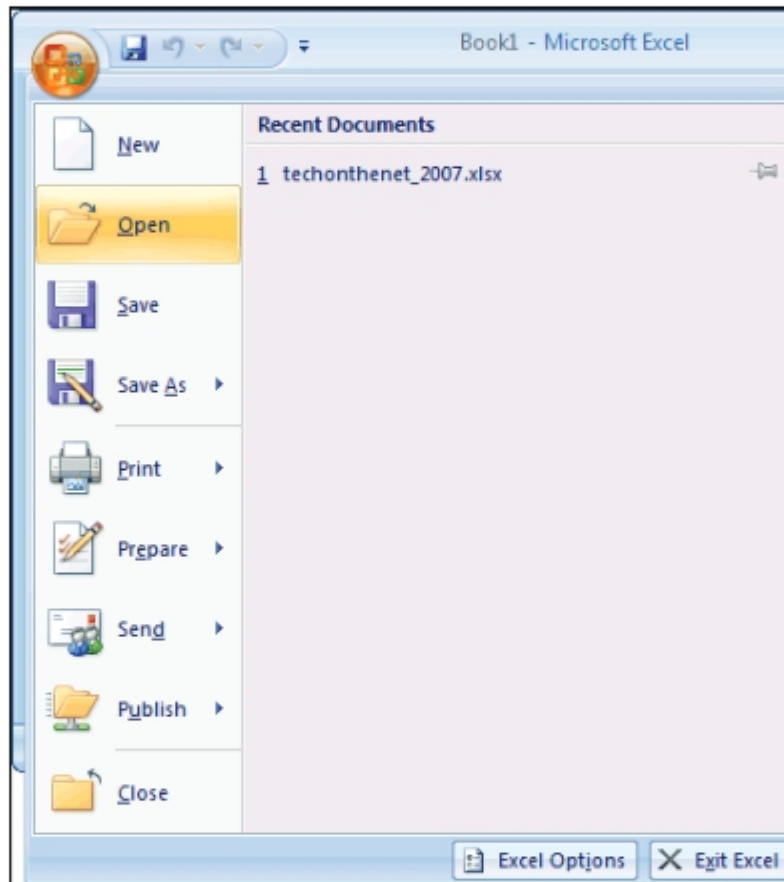 Book1 - Microsoft Excel
New
Open
Save
Save As
Print
Prepare
Send
Publish
Close
Recent Documents
1 techonthenet_2007.xlsx
Excel Options
Exit Excel